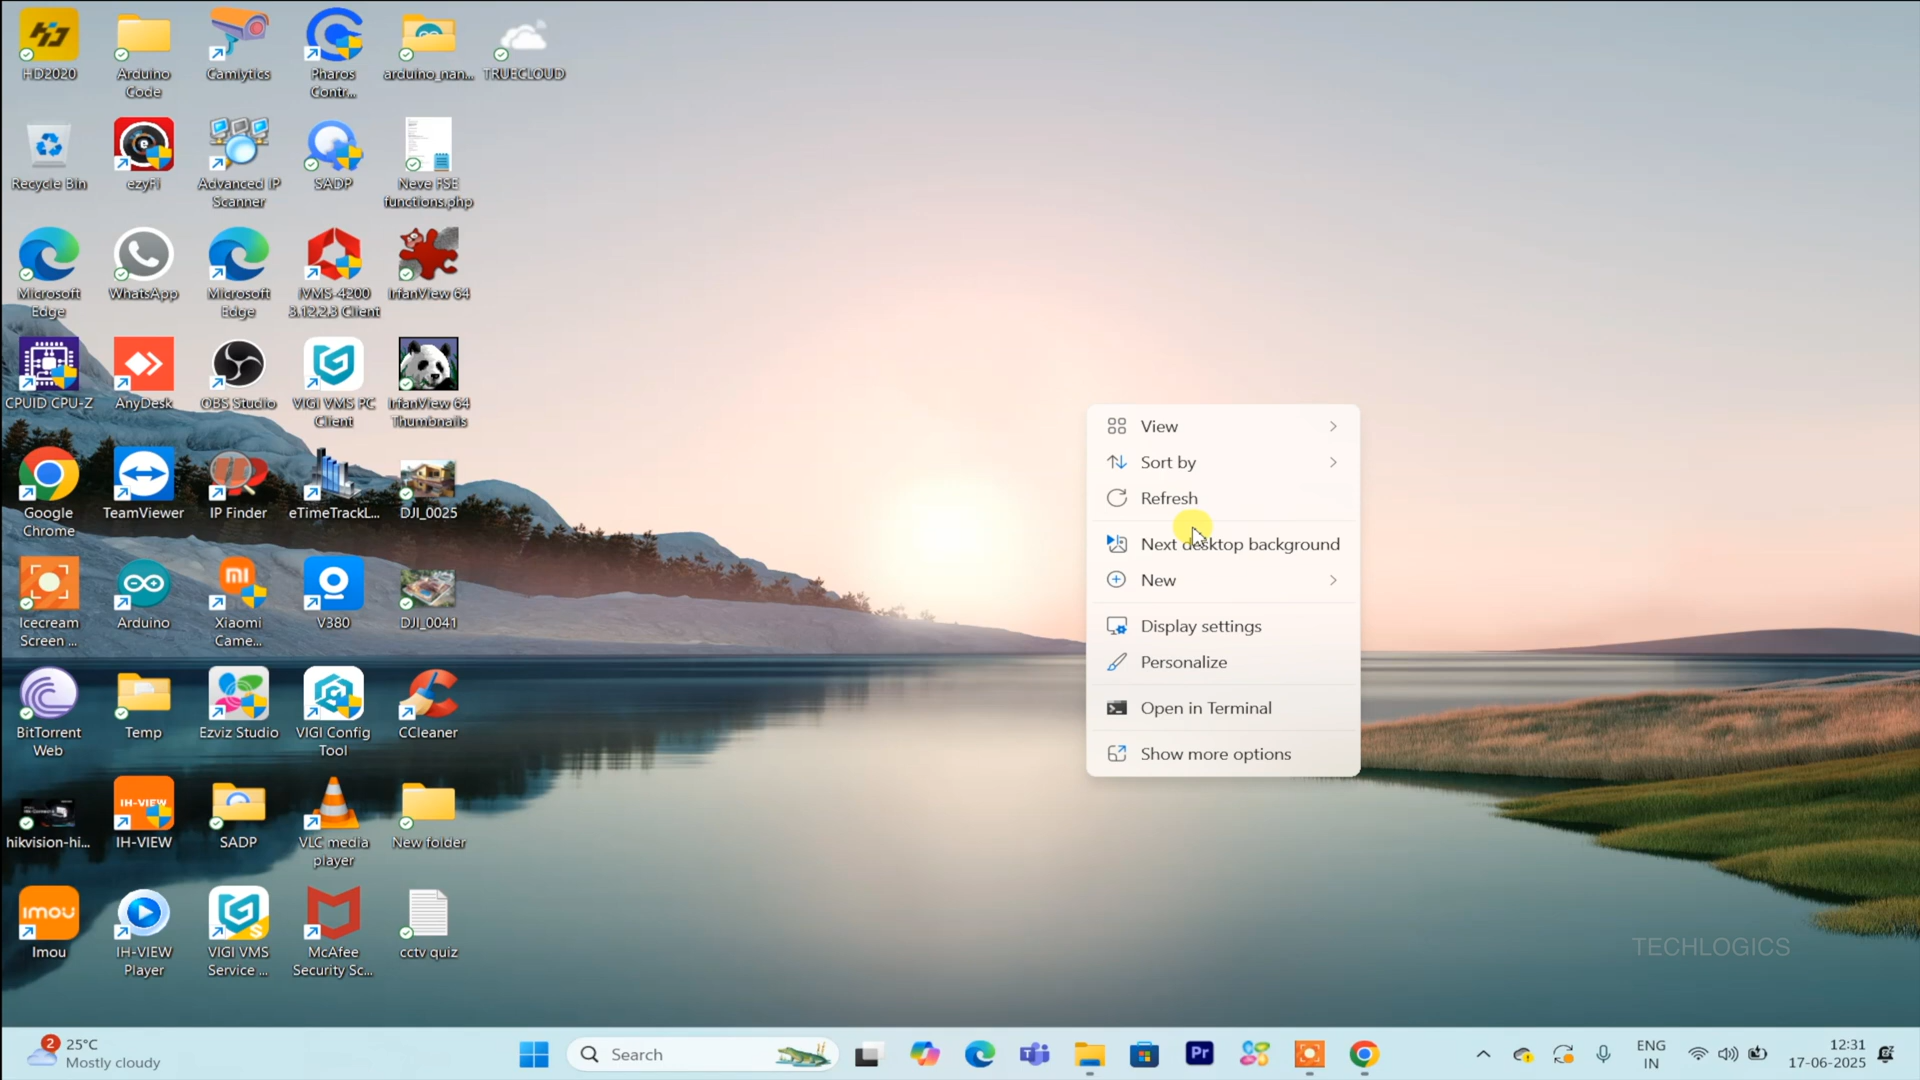 HD2020
Arduino
Code
Camlytics
Pharos
Contr...
arduino_nan...
TRUECLOUD
Recycle Bin
ezyFi
Advanced IP
Scanner
SADP
Neve FSE
functions.php
Microsoft
Edge
WhatsApp
Microsoft
Edge
iVMS-4200
3.12.2.3 Client
IrfanView 64
CPUID CPU-Z
AnyDesk
OBS Studio
VIGI VMS PC
Client
IrfanView 64
Thumbnails
Google
Chrome
TeamViewer
IP Finder
eTimeTrackL...
DJI_0025
Icecream
Screen ...
Arduino
Xiaomi
Came...
V380
DJI_0041
BitTorrent
Web
Temp
Ezviz Studio
VIGI Config
Tool
CCleaner
hikvision-hi...
IH-VIEW
IH-VIEW
SADP
VLC media
player
New folder
imou
Imou
IH-VIEW
Player
VIGI VMS
Service ...
McAfee
Security Sc...
cctv quiz
View
Sort by
Refresh
Next desktop background
New
Display settings
Personalize
Open in Terminal
Show more options
TECHLOGICS
2
25°C
Mostly cloudy
Search
Pr
ENG
IN
12:31
17-06-2025